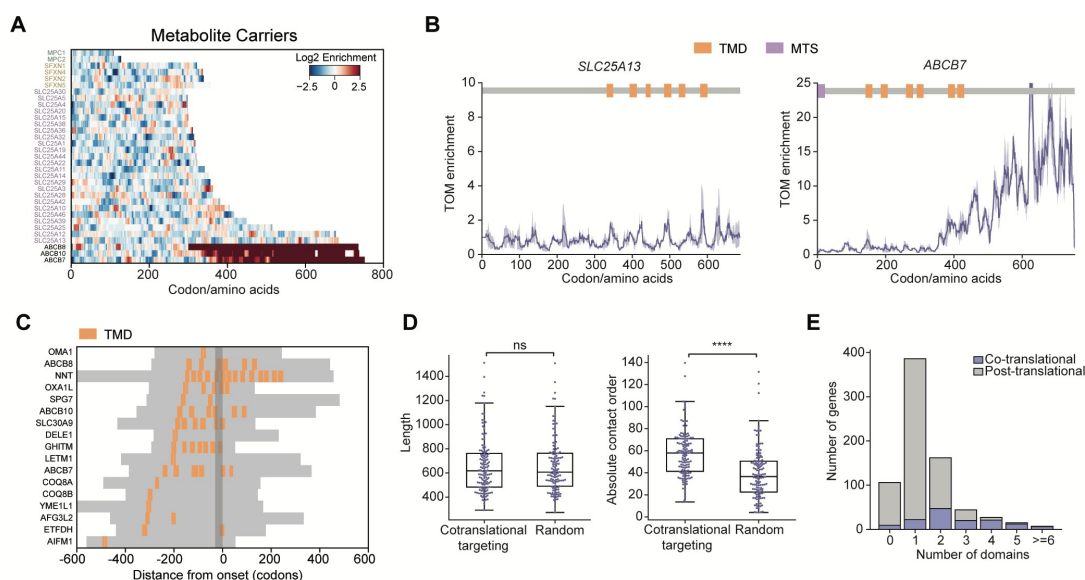 A
Metabolite Carriers
MPC1
MPC2
SFXN1
SFXN4
SFXN2
SFXN5
SLC25A30
SLC25A5
SLC25A4
SLC25A20
SLC25A15
SLC25A38
SLC25A36
SLC25A32
SLC25A1
SLC25A19
SLC25A44
SLC25A22
SLC25A11
SLC25A14
SLC25A29
SLC25A3
SLC25A28
SLC25A42
SLC25A10
SLC25A46
SLC25A39
SLC25A25
SLC25A12
SLC25A13
ABCB8
ABCB10
ABCB7
Log2 Enrichment
−2.5 0 2.5
0 200 400 600 800
Codon/amino acids
B
TMD MTS
SLC25A13
TOM enrichment
10
8
6
4
2
0
0 100 200 300 400 500 600
Codon/amino acids
ABCB7
TOM enrichment
25
20
15
10
5
0
0 200 400 600
Codon/amino acids
C
TMD
OMA1
ABCB8
NNT
OXA1L
SPG7
ABCB10
SLC30A9
DELE1
GHITM
LETM1
ABCB7
COQ8A
COQ8B
YME1L1
AFG3L2
ETFDH
AIFM1
-600 -400 -200 0 200 400 600
Distance from onset (codons)
D
ns
Length
1400
1200
1000
800
600
400
Cotranslational targeting
Random
****
Absolute contact order
140
120
100
80
60
40
20
0
Cotranslational targeting
Random
E
Co-translational
Post-translational
Number of genes
400
300
200
100
0
0 1 2 3 4 5 >=6
Number of domains